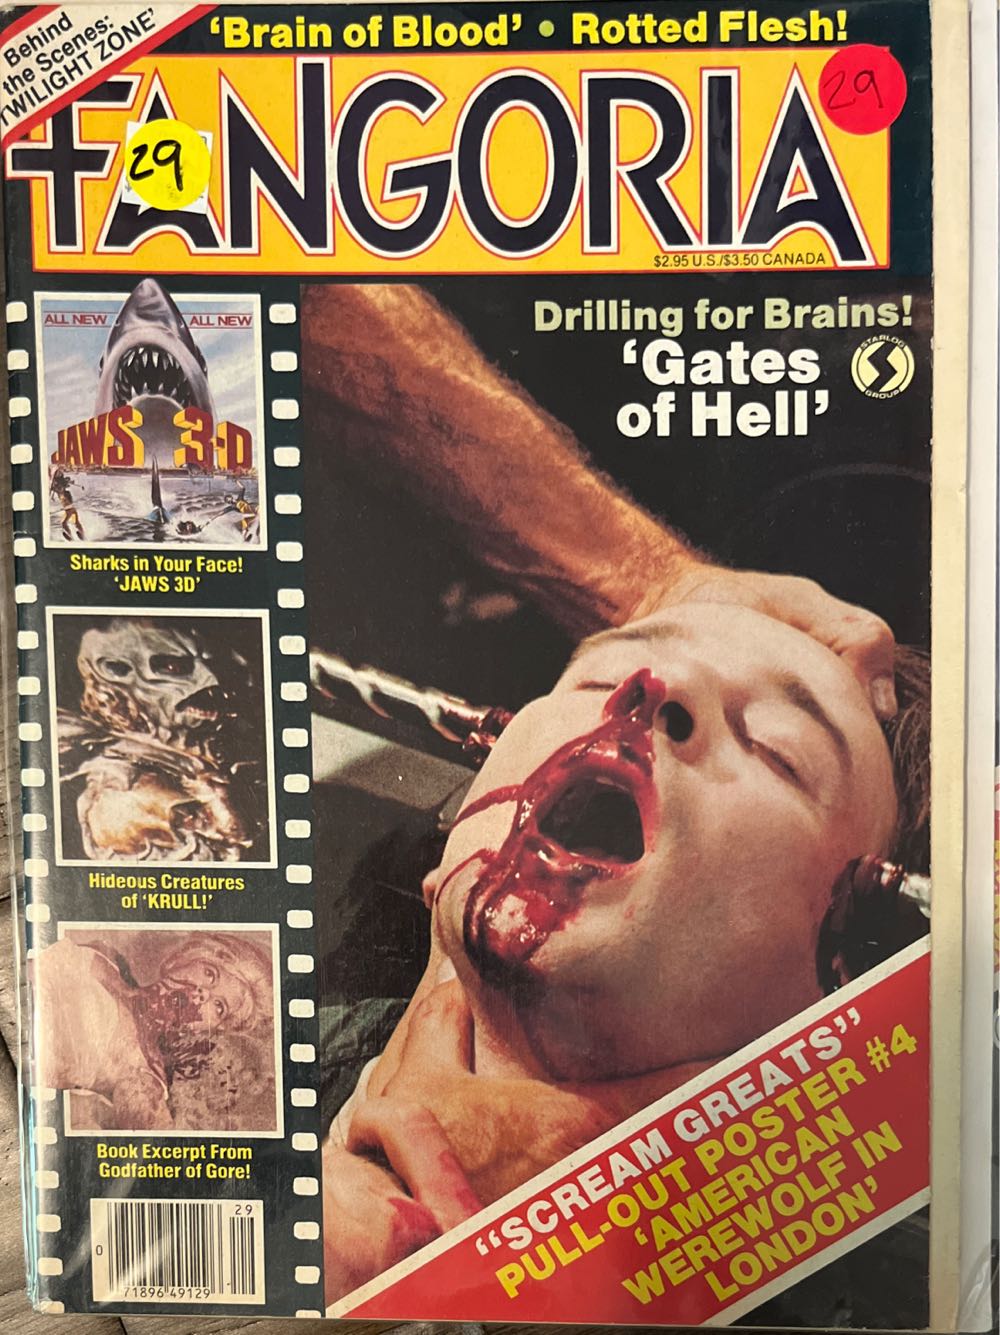 Behind
the Scenes:
TWILIGHT ZONE'
'Brain of Blood' • Rotted Flesh!
FANGORIA
29
29
$2.95 U.S./$3.50 CANADA
ALL NEW
ALL NEW
JAWS 3-D
Sharks in Your Face!
'JAWS 3D'
Drilling for Brains!
'Gates
of Hell'
STARLOG
GROUP
Hideous Creatures
of 'KRULL!'
Book Excerpt From
Godfather of Gore!
"SCREAM GREATS"
PULL-OUT POSTER #4
'AMERICAN
WEREWOLF IN
LONDON'
29
0
71896 49129